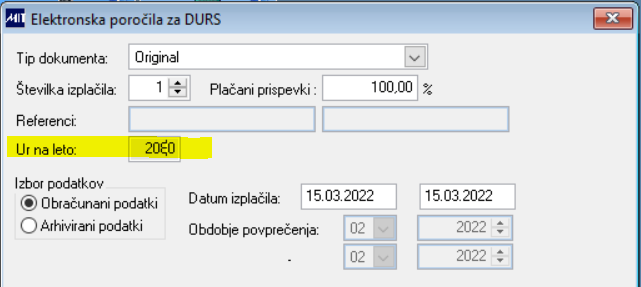 MIT Elektronska poročila za DURS
Tip dokumenta: Original
Številka izplačila: 1 Plačani prispevki : 100,00 %
Referenci:
Ur na leto:
Izbor podatkov
Obračunani podatki Datum izplačila: 15.03.2022 15.03.2022
Arhivirani podatki Obdobje povprečenja: 02 2022
- 02 2022